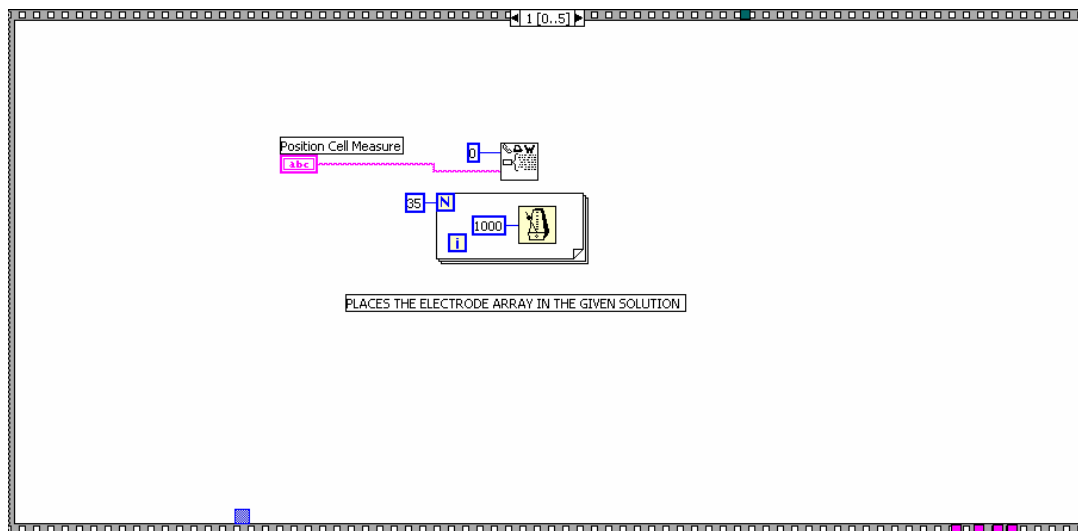 1 [0..5]
Position Cell Measure
abc
0
W
35
N
1000
i
PLACES THE ELECTRODE ARRAY IN THE GIVEN SOLUTION